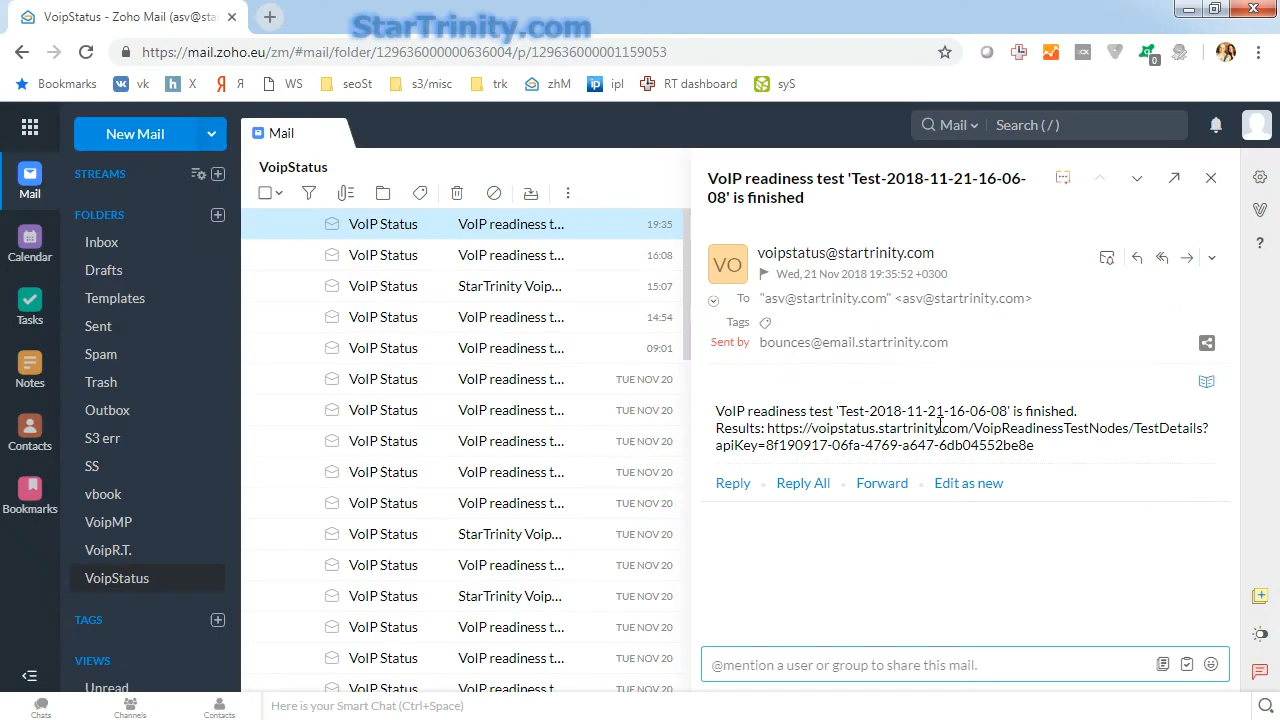 VoipStatus - Zoho Mail (asv@sta
StarTrinity.com
https://mail.zoho.eu/zm/#mail/folder/129636000000636004/p/129636000001159053
0
Bookmarks
vk
h X
Я Я
WS
seoSt
s3/misc
trk
zhM
ip ipl
RT dashboard
syS
New Mail
Mail
Mail
Search ( / )
Mail
Calendar
Tasks
Notes
Contacts
Bookmarks
STREAMS
FOLDERS
Inbox
Drafts
Templates
Sent
Spam
Trash
Outbox
S3 err
SS
vbook
VoipMP
VoipR.T.
VoipStatus
TAGS
VIEWS
Unread
VoipStatus
VoIP Status VoIP readiness t... 19:35
VoIP Status VoIP readiness t... 16:08
VoIP Status StarTrinity Voip... 15:07
VoIP Status VoIP readiness t... 14:54
VoIP Status VoIP readiness t... 09:01
VoIP Status VoIP readiness t... TUE NOV 20
VoIP Status VoIP readiness t... TUE NOV 20
VoIP Status VoIP readiness t... TUE NOV 20
VoIP Status VoIP readiness t... TUE NOV 20
VoIP Status VoIP readiness t... TUE NOV 20
VoIP Status StarTrinity Voip... TUE NOV 20
VoIP Status VoIP readiness t... TUE NOV 20
VoIP Status StarTrinity Voip... TUE NOV 20
VoIP Status VoIP readiness t... TUE NOV 20
VoIP Status VoIP readiness t... TUE NOV 20
VoIP Status VoIP readiness t... TUE NOV 20
VoIP readiness test 'Test-2018-11-21-16-06-
08' is finished
VO
voipstatus@startrinity.com
Wed, 21 Nov 2018 19:35:52 +0300
To "asv@startrinity.com" <asv@startrinity.com>
Tags
Sent by bounces@email.startrinity.com
VoIP readiness test 'Test-2018-11-21-16-06-08' is finished.
Results: https://voipstatus.startrinity.com/VoipReadinessTestNodes/TestDetails?
apiKey=8f190917-06fa-4769-a647-6db04552be8e
Reply
Reply All
Forward
Edit as new
@mention a user or group to share this mail.
?
Chats
Channels
Contacts
Here is your Smart Chat (Ctrl+Space)